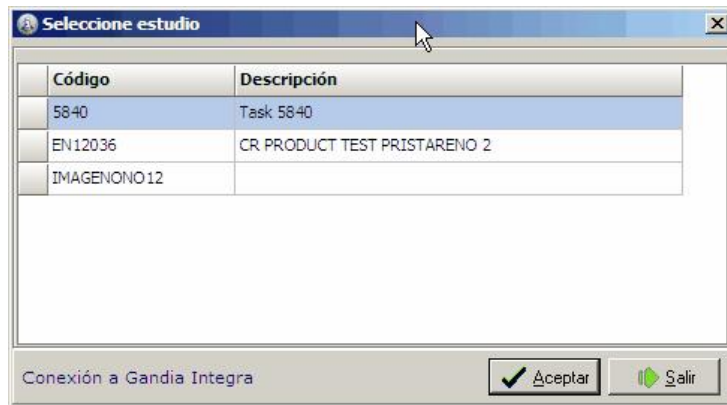 Seleccione estudio
Código Descripción
5840 Task 5840
EN12036 CR PRODUCT TEST PRISTARENO 2
IMAGENONO12
Conexión a Gandia Integra Aceptar Salir